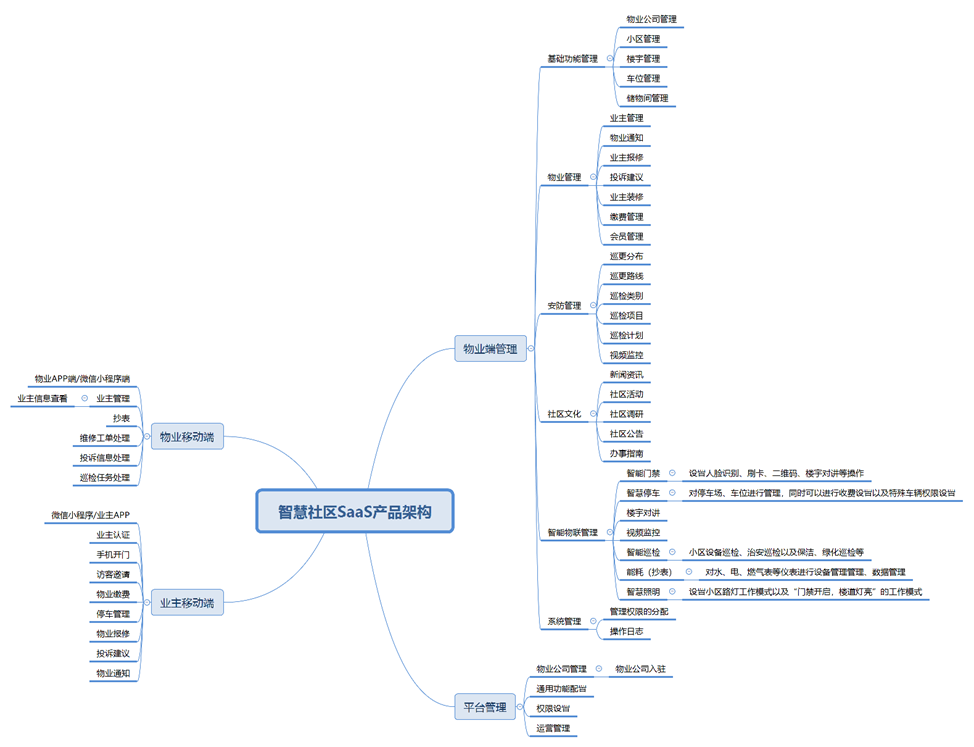 智慧社区SaaS产品架构
物业端管理
基础功能管理
物业公司管理
小区管理
楼宇管理
车位管理
储物间管理
物业管理
业主管理
物业通知
业主报修
投诉建议
业主装修
缴费管理
会员管理
安防管理
巡更分布
巡更路线
巡检类别
巡检项目
巡检计划
视频监控
社区文化
新闻资讯
社区活动
社区调研
社区公告
办事指南
智能物联管理
智能门禁
设置人脸识别、刷卡、二维码、楼宇对讲等操作
智慧停车
对停车场、车位进行管理，同时可以进行收费设置以及特殊车辆权限设置
楼宇对讲
视频监控
智能巡检
小区设备巡检、治安巡检以及保洁、绿化巡检等
能耗（抄表）
对水、电、燃气表等仪表进行设备管理管理、数据管理
智慧照明
设置小区路灯工作模式以及“门禁开启，楼道灯亮”的工作模式
系统管理
管理权限的分配
操作日志
平台管理
物业公司管理
物业公司入驻
通用功能配置
权限设置
运营管理
物业移动端
物业APP端/微信小程序端
业主管理
业主信息查看
抄表
维修工单处理
投诉信息处理
巡检任务处理
业主移动端
微信小程序/业主APP
业主认证
手机开门
访客邀请
物业缴费
停车管理
物业报修
投诉建议
物业通知